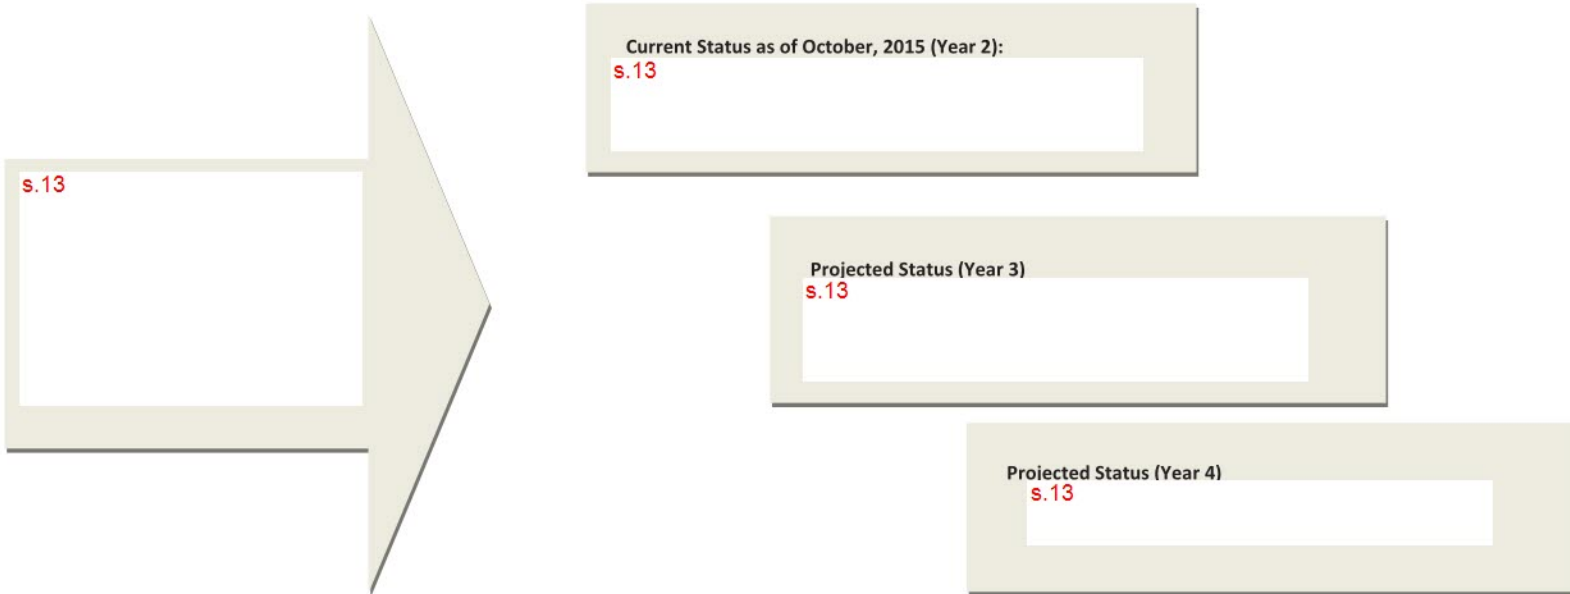 s.13
Current Status as of October, 2015 (Year 2):
s.13
Projected Status (Year 3)
s.13
Projected Status (Year 4)
s.13